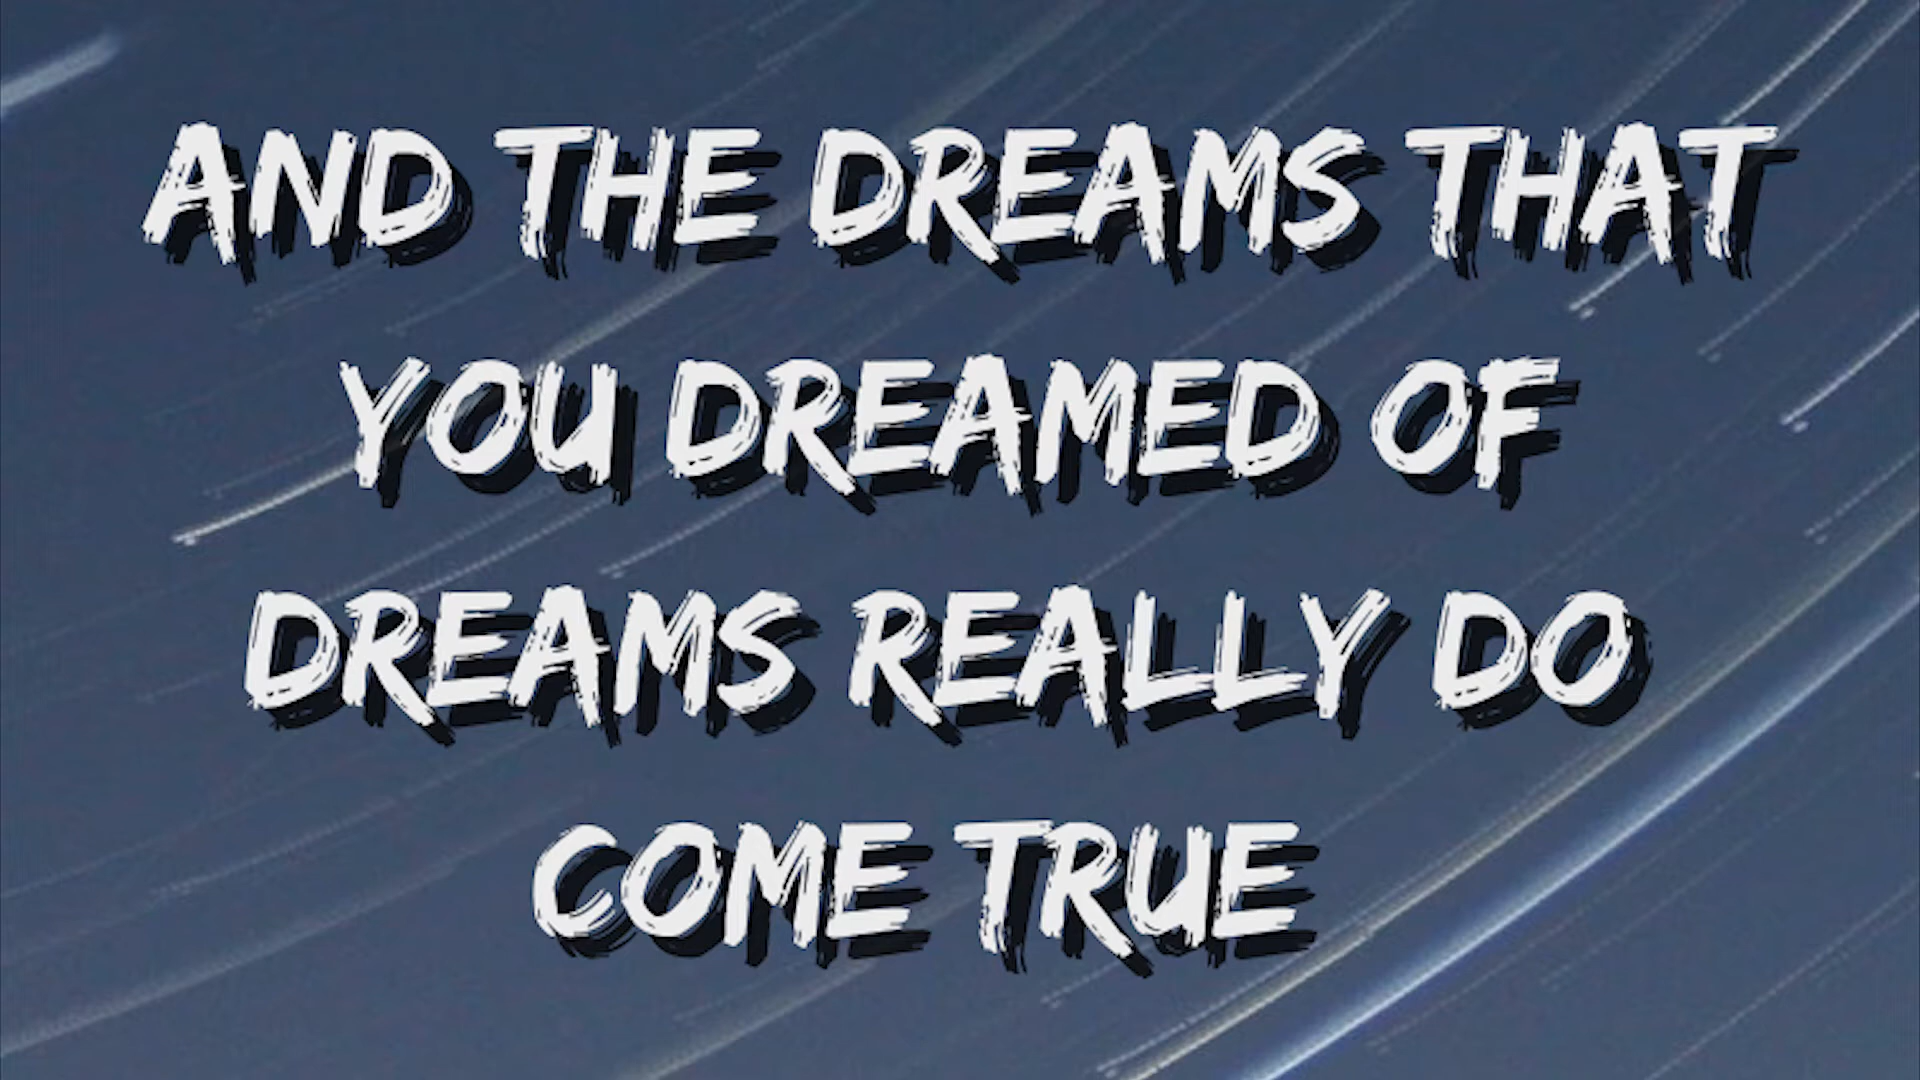 AND THE DREAMS THAT
YOU DREAMED OF
DREAMS REALLY DO
COME TRUE